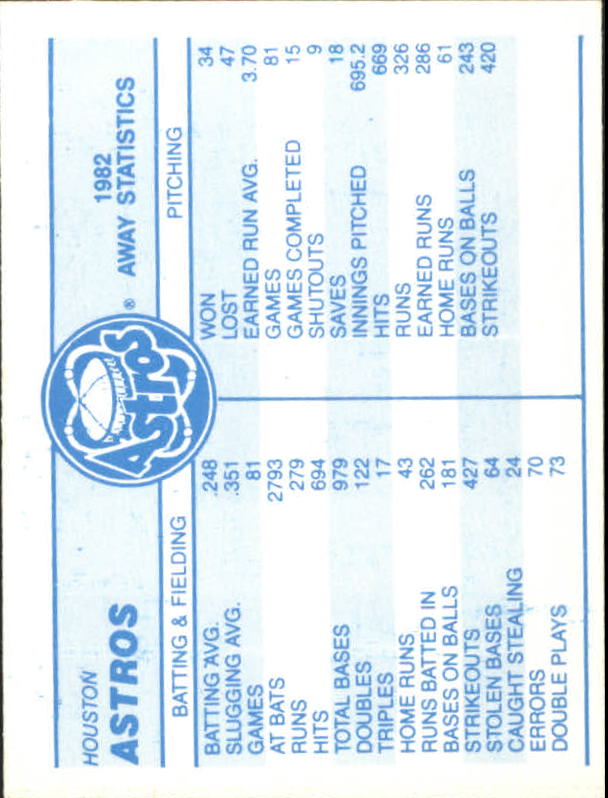 HOUSTON
ASTROS
Astros
®
1982
AWAY STATISTICS
BATTING & FIELDING
BATTING AVG. .248
SLUGGING AVG. .351
GAMES 81
AT BATS 2793
RUNS 279
HITS 694
TOTAL BASES 979
DOUBLES 122
TRIPLES 17
HOME RUNS 43
RUNS BATTED IN 262
BASES ON BALLS 181
STRIKEOUTS 427
STOLEN BASES 64
CAUGHT STEALING 24
ERRORS 70
DOUBLE PLAYS 73
PITCHING
WON 34
LOST 47
EARNED RUN AVG. 3.70
GAMES 81
GAMES COMPLETED 15
SHUTOUTS 9
SAVES 18
INNINGS PITCHED 695.2
HITS 669
RUNS 326
EARNED RUNS 286
HOME RUNS 61
BASES ON BALLS 243
STRIKEOUTS 420